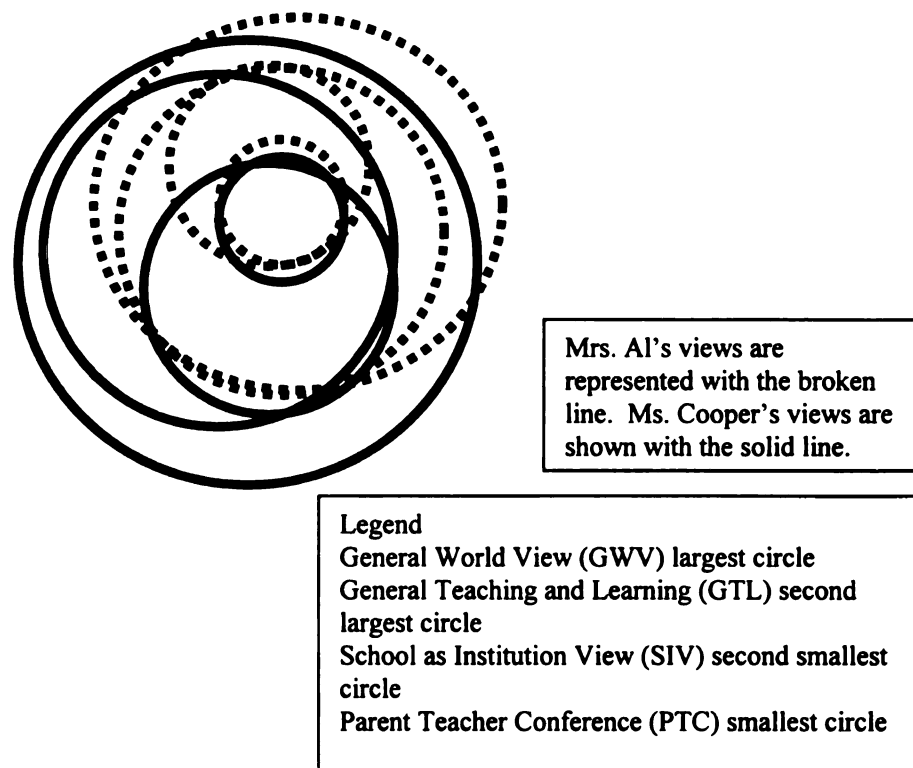 Mrs. Al's views are
represented with the broken
line. Ms. Cooper's views are
shown with the solid line.
Legend
General World View (GWV) largest circle
General Teaching and Learning (GTL) second
largest circle
School as Institution View (SIV) second smallest
circle
Parent Teacher Conference (PTC) smallest circle